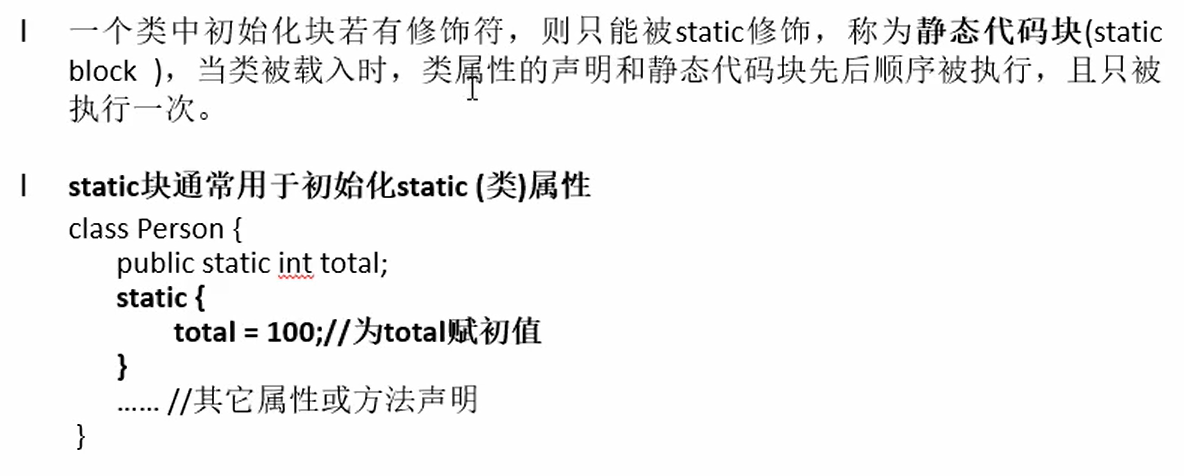 l 一个类中初始化块若有修饰符，则只能被static修饰，称为静态代码块(static
block )，当类被载入时，类属性的声明和静态代码块先后顺序被执行，且只被
执行一次。
l static块通常用于初始化static (类)属性
class Person {
public static int total;
static {
total = 100;//为total赋初值
}
…… //其它属性或方法声明
}